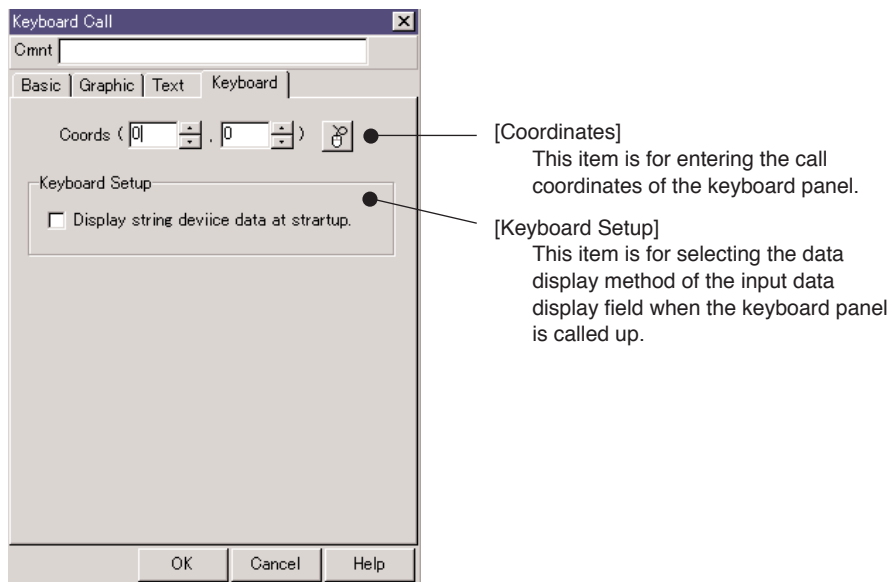 Keyboard Call
Cmnt
Basic Graphic Text Keyboard
Coords ( 0 , 0 )
[Coordinates]
This item is for entering the call
coordinates of the keyboard panel.
Keyboard Setup
Display string deviice data at strartup.
[Keyboard Setup]
This item is for selecting the data
display method of the input data
display field when the keyboard panel
is called up.
OK Cancel Help